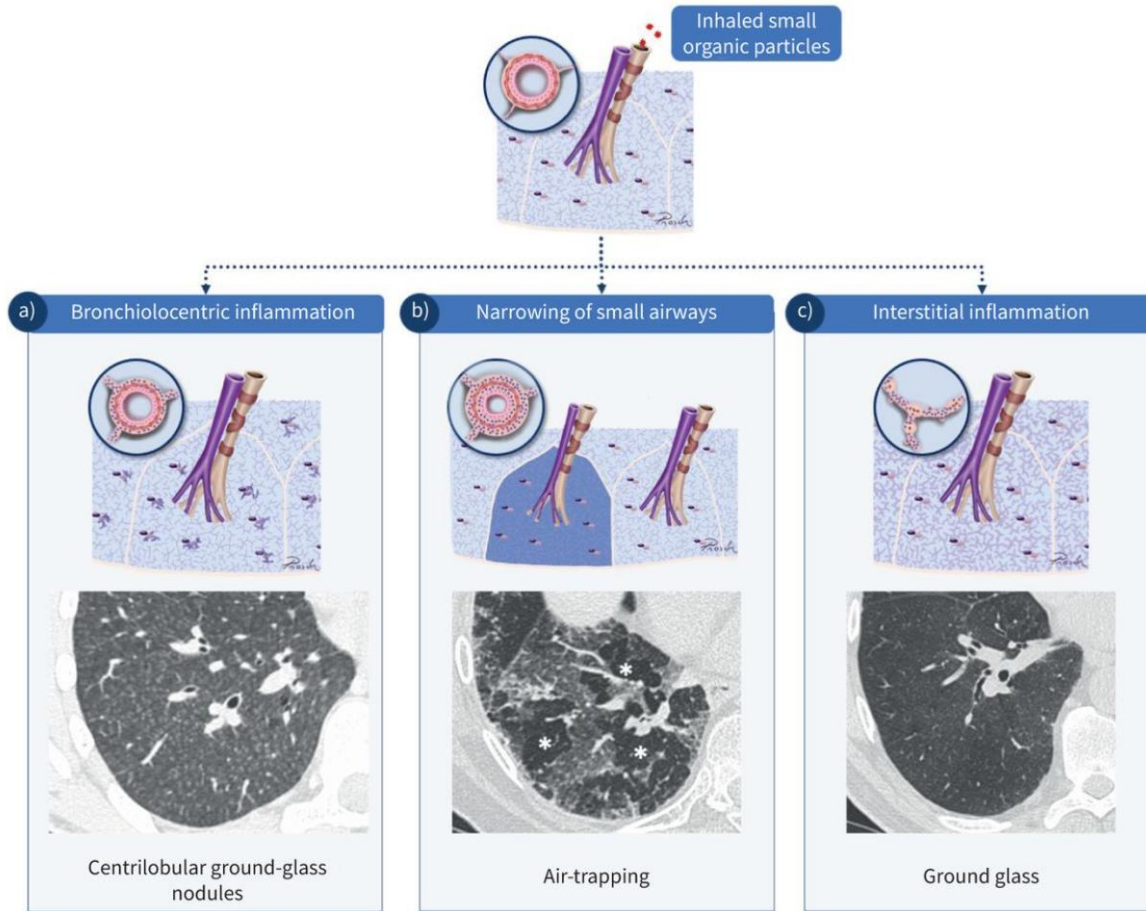 Inhaled small
organic particles
a) Bronchiolocentric inflammation
b) Narrowing of small airways
c) Interstitial inflammation
*
*
*
Centrilobular ground-glass
nodules
Air-trapping
Ground glass